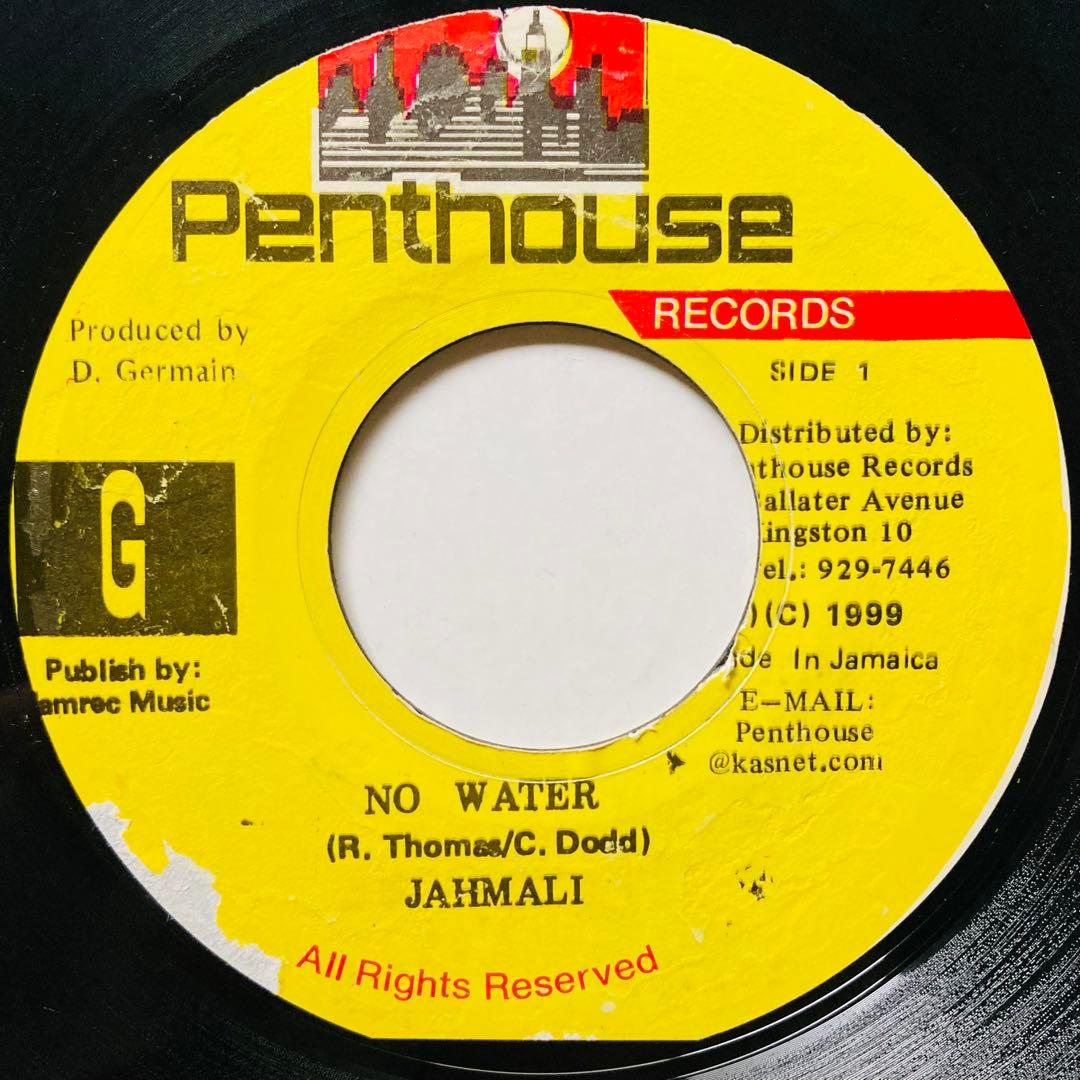 Penthouse
RECORDS
Produced by
D. Germain
SIDE 1
Distributed by:
thouse Records
allater Avenue
ingston 10
el.: 929-7446
)(C) 1999
de In Jamaica
E-MAIL:
Penthouse
@kasnet.com
G
Publish by:
amrec Music
NO WATER
(R. Thomas/C. Dodd)
JAHMALI
All Rights Reserved